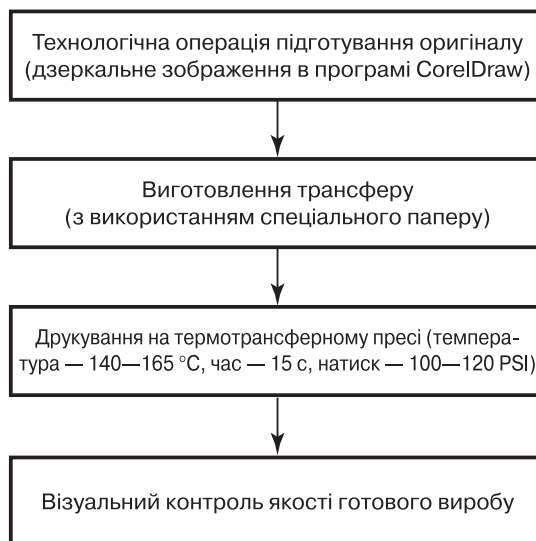 Технологічна операція підготування оригіналу
(дзеркальне зображення в програмі CorelDraw)
Виготовлення трансферу
(з використанням спеціального паперу)
Друкування на термотрансферному пресі (темпера-
тура — 140—165 °C, час — 15 с, натиск — 100—120 PSI)
Візуальний контроль якості готового виробу